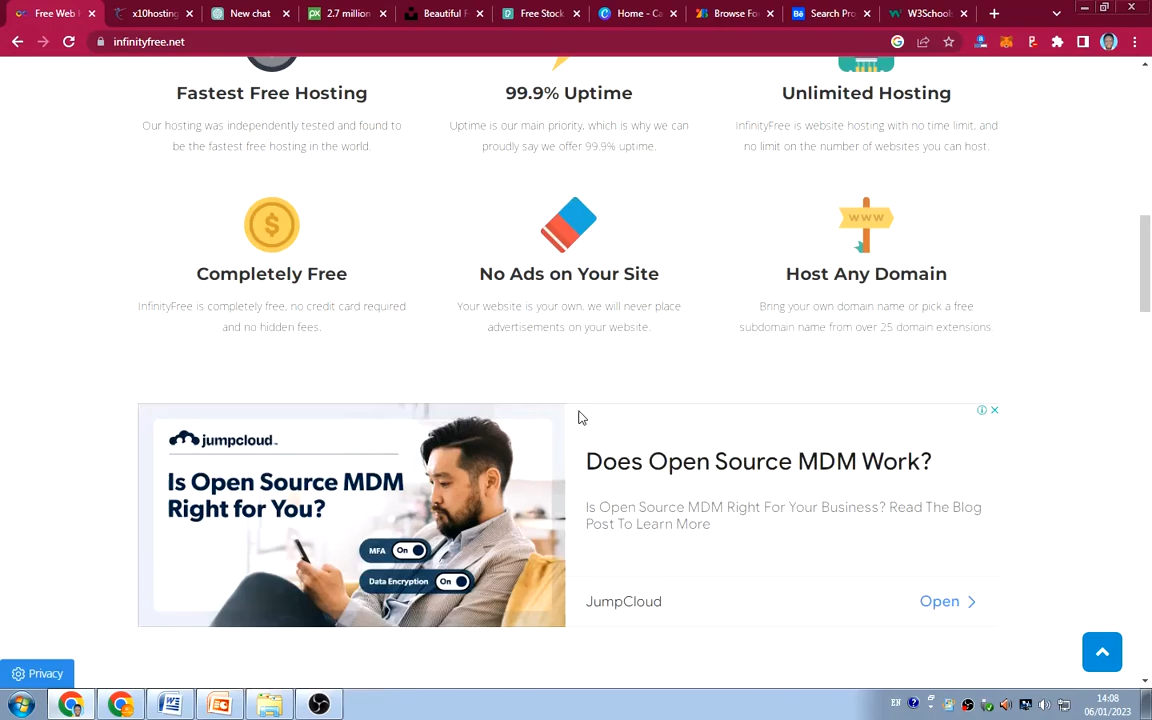 Free Web H
x10hosting
New chat
2.7 million
Beautiful F
Free Stock
Home - Ca
Browse Fo
Search Pro
W3Schools
infinityfree.net
Fastest Free Hosting
99.9% Uptime
Unlimited Hosting
Our hosting was independently tested and found to
be the fastest free hosting in the world.
Uptime is our main priority, which is why we can
proudly say we offer 99.9% uptime.
InfinityFree is website hosting with no time limit, and
no limit on the number of websites you can host.
WWW
Completely Free
No Ads on Your Site
Host Any Domain
InfinityFree is completely free, no credit card required
and no hidden fees.
Your website is your own, we will never place
advertisements on your website.
Bring your own domain name or pick a free
subdomain name from over 25 domain extensions
jumpcloud
Is Open Source MDM
Right for You?
MFA On
Data Encryption On
Does Open Source MDM Work?
Is Open Source MDM Right For Your Business? Read The Blog
Post To Learn More
JumpCloud
Open
Privacy
EN
14:08
06/01/2023